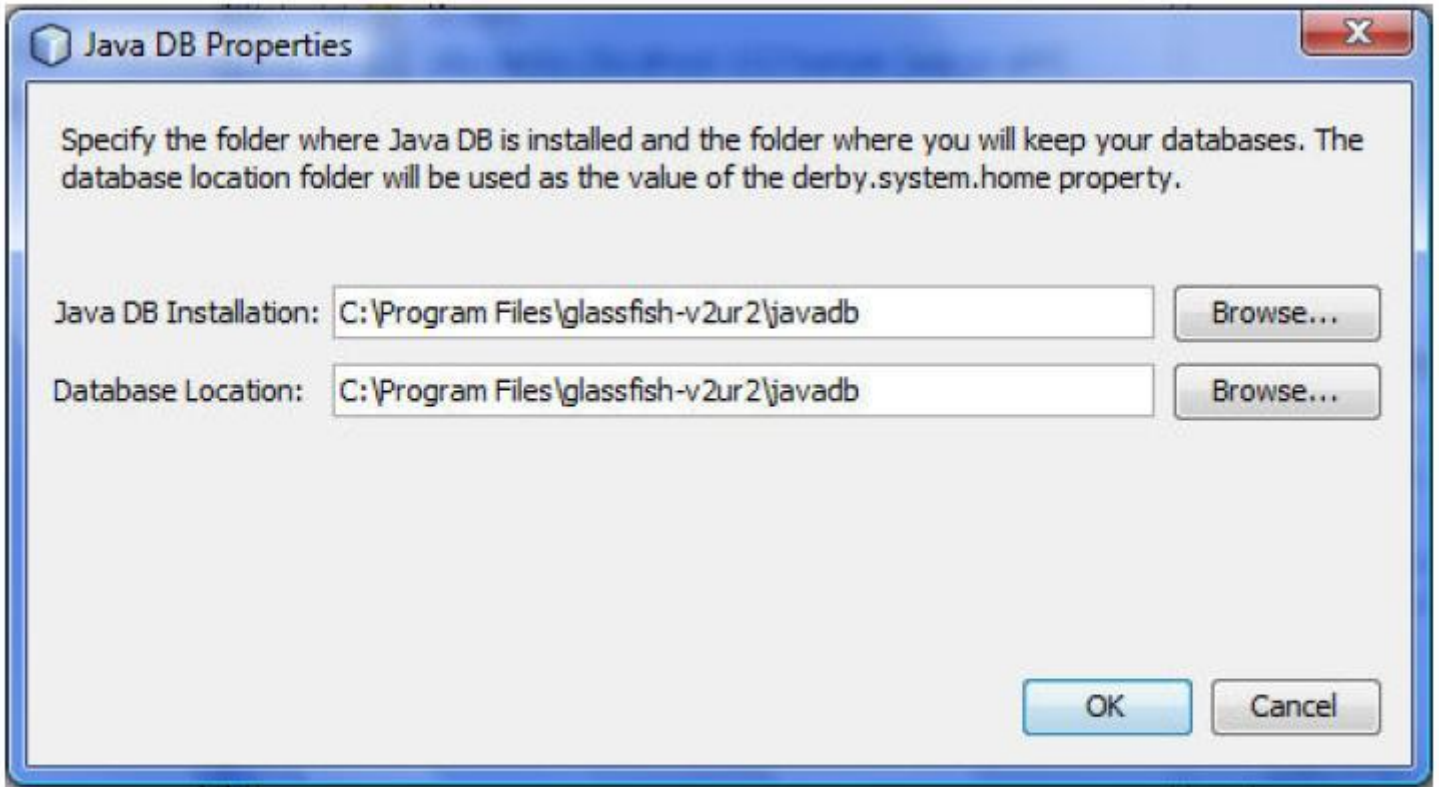 Java DB Properties
Specify the folder where Java DB is installed and the folder where you will keep your databases. The
database location folder will be used as the value of the derby.system.home property.
Java DB Installation: C:\Program Files\glassfish-v2ur2\javadb Browse...
Database Location: C:\Program Files\glassfish-v2ur2\javadb Browse...
OK Cancel